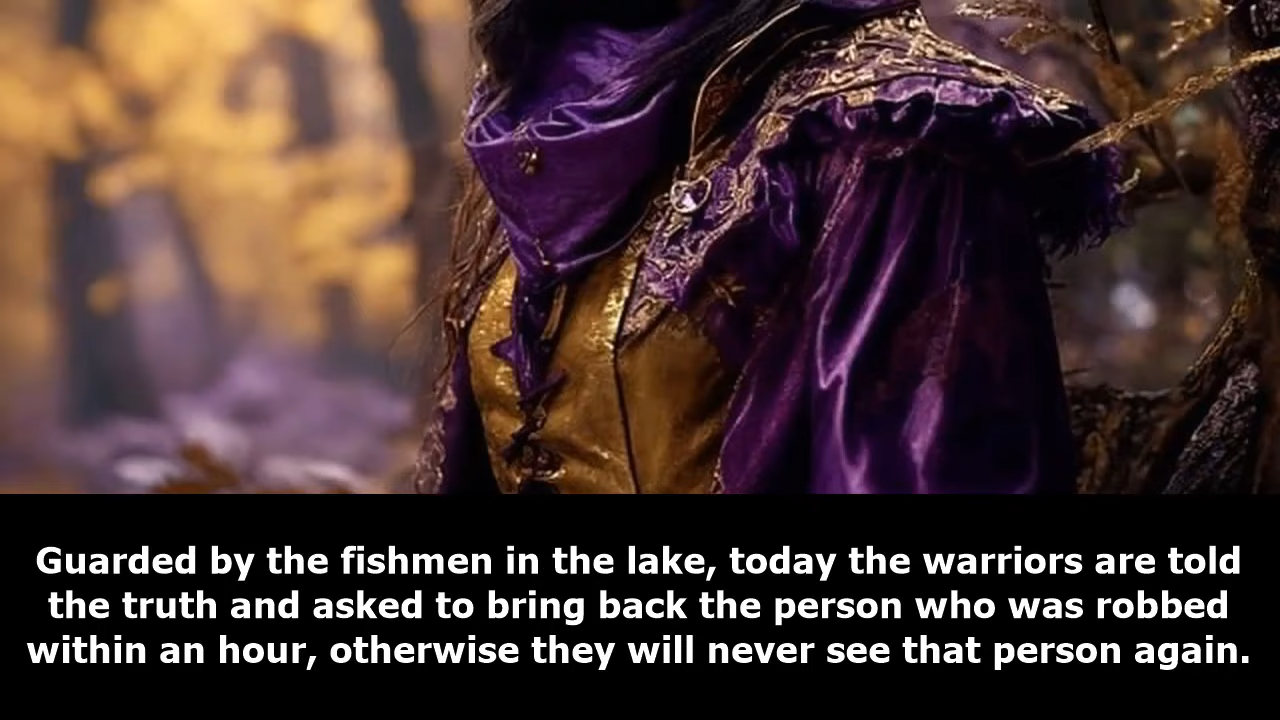 Guarded by the fishmen in the lake, today the warriors are told
the truth and asked to bring back the person who was robbed
within an hour, otherwise they will never see that person again.